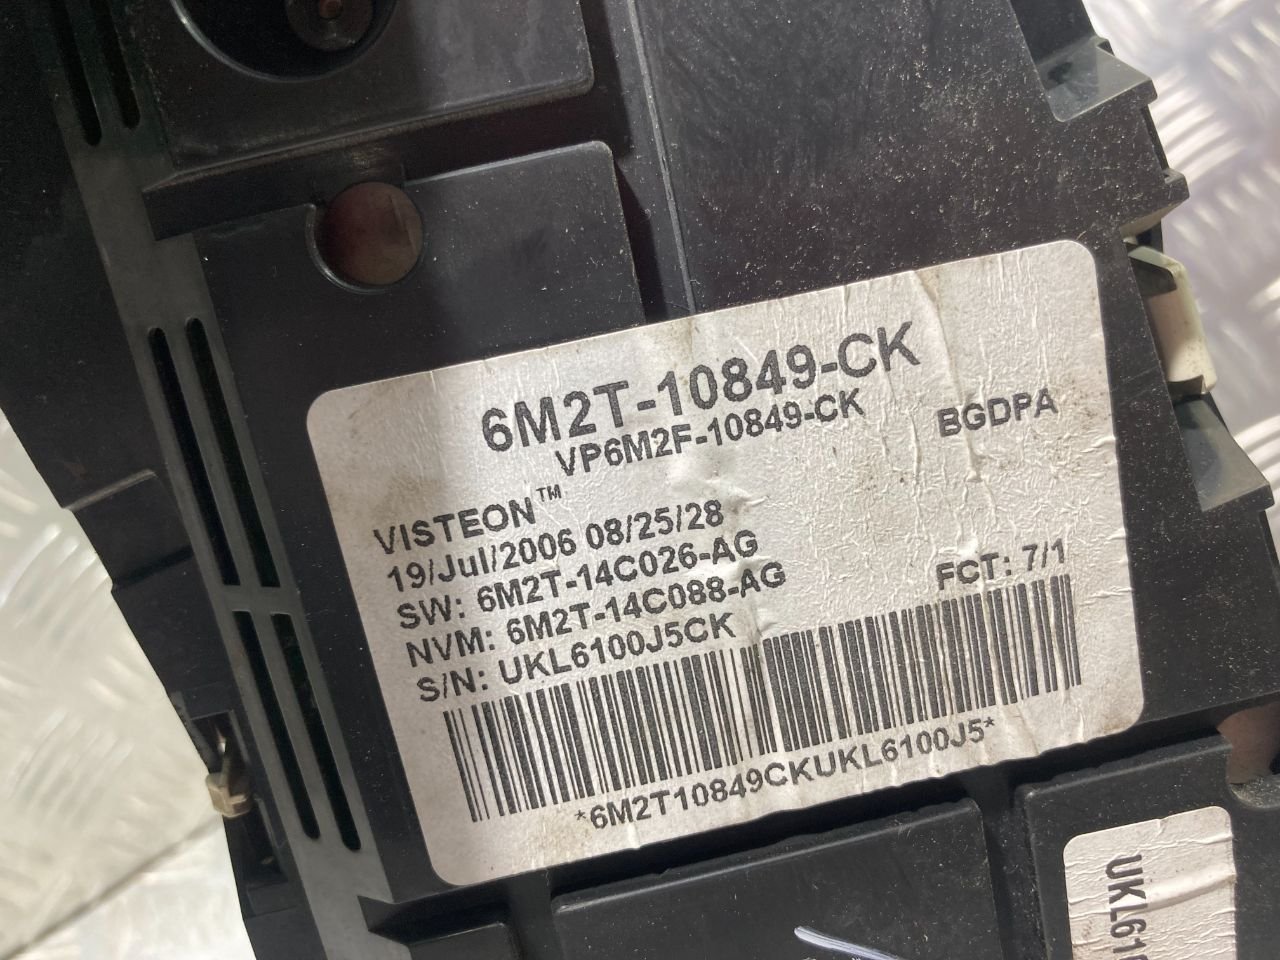 6M2T-10849-CK
VP6M2F-10849-CK
BGDPA
VISTEON™
19/Jul/2006 08/25/28
SW: 6M2T-14C026-AG
NVM: 6M2T-14C088-AG
FCT: 7/1
S/N: UKL6100J5CK
*6M2T10849CKUKL6100J5*
UKL610